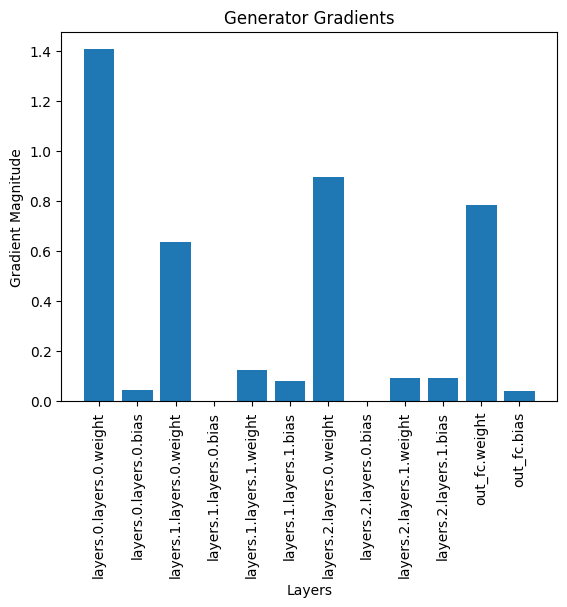 Generator Gradients
Gradient Magnitude
1.4
1.2
1.0
0.8
0.6
0.4
0.2
0.0
layers.0.layers.0.weight
layers.0.layers.0.bias
layers.1.layers.0.weight
layers.1.layers.0.bias
layers.1.layers.1.weight
layers.1.layers.1.bias
layers.2.layers.0.weight
layers.2.layers.0.bias
layers.2.layers.1.weight
layers.2.layers.1.bias
out_fc.weight
out_fc.bias
Layers